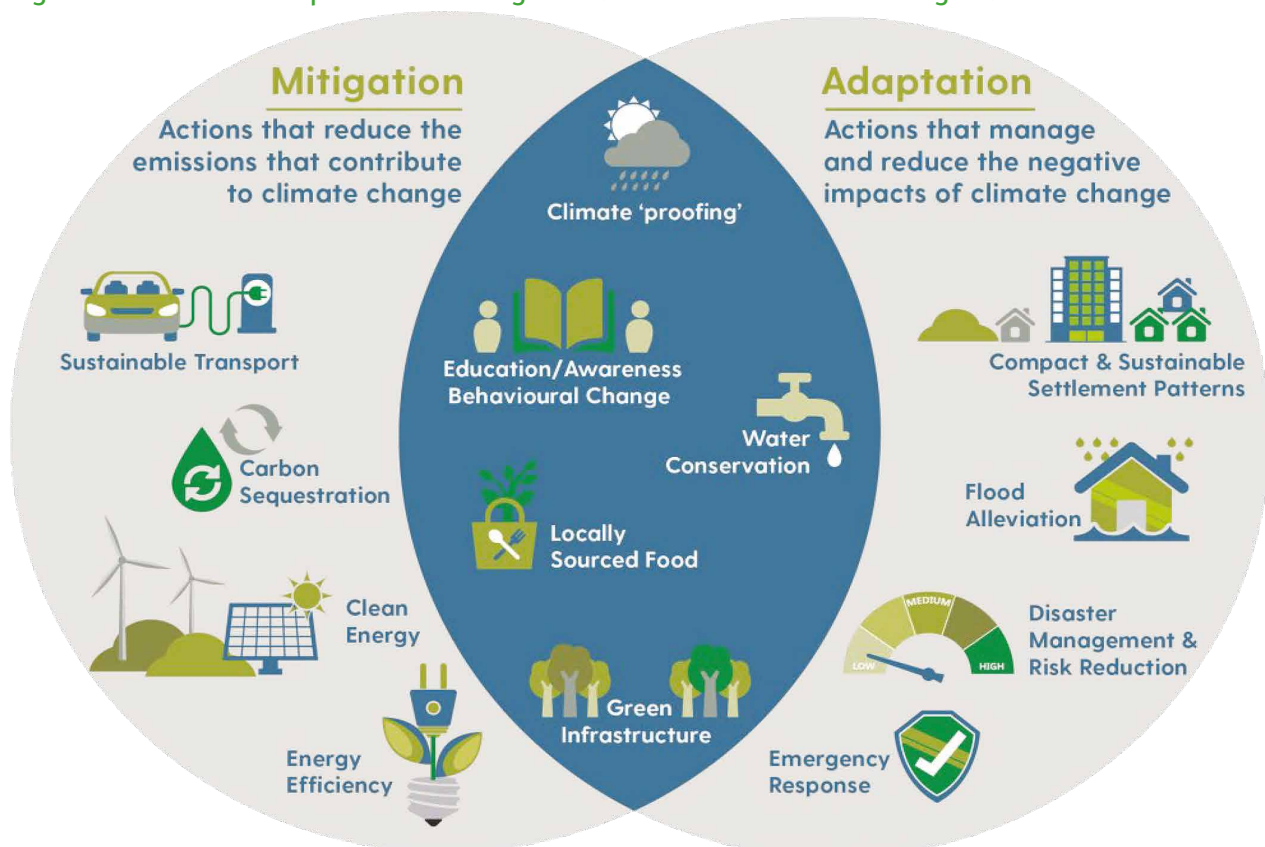 Mitigation
Actions that reduce the
emissions that contribute
to climate change
Sustainable Transport
Carbon
Sequestration
Clean
Energy
Energy
Efficiency
Climate ‘proofing’
Education/Awareness
Behavioural Change
Water
Conservation
Locally
Sourced Food
Green
Infrastructure
Adaptation
Actions that manage
and reduce the negative
impacts of climate change
Compact & Sustainable
Settlement Patterns
Flood
Alleviation
LOW
MEDIUM
HIGH
Disaster
Management &
Risk Reduction
Emergency
Response